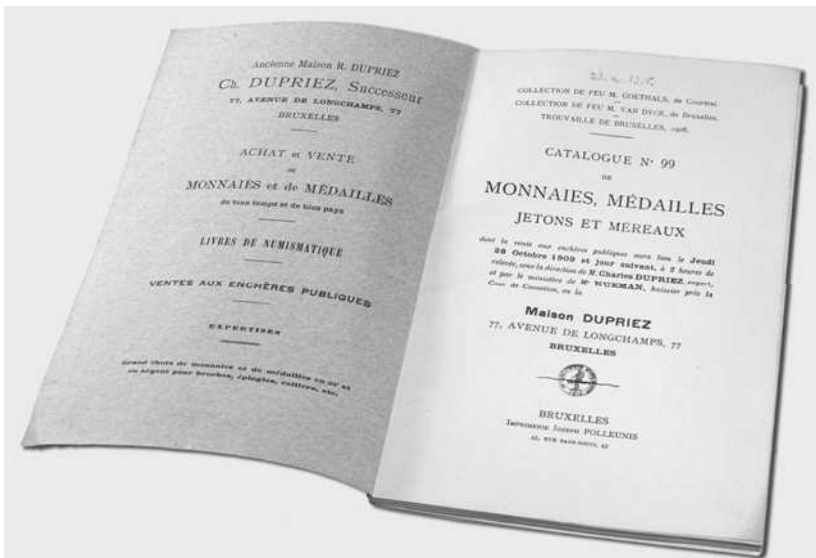 Ancienne Maison R. DUPRIEZ
Ch. DUPRIEZ, Successeur
77, AVENUE DE LONGCHAMPS, 77
BRUXELLES
ACHAT et VENTE
DE
MONNAIES et de MÉDAILLES
de tous temps et de tous pays
LIVRES DE NUMISMATIQUE
VENTES AUX ENCHÈRES PUBLIQUES
EXPERTISES
Grand choix de monnaies et de médailles en or et
en argent pour broches, épingles, colliers, etc.
COLLECTION DE FEU M. GOETHALS, de Courtrai.
COLLECTION DE FEU M. VAN DYCK, de Bruxelles.
TROUVAILLE DE BRUXELLES, 1908.
CATALOGUE N° 99
DE
MONNAIES, MÉDAILLES
JETONS ET MÉREAUX
dont la vente aux enchères publiques aura lieu le Jeudi
28 Octobre 1909 et jour suivant, à 2 heures de
relevée, sous la direction de M. Charles DUPRIEZ expert,
et par le ministère de Me NUEMAN, huissier près la
Cour de Cassation, en la
Maison DUPRIEZ
77, AVENUE DE LONGCHAMPS, 77
BRUXELLES
BRUXELLES
IMPRIMERIE JOSEPH POLLEUNIS
45, RUE SANS-SOUCI, 45